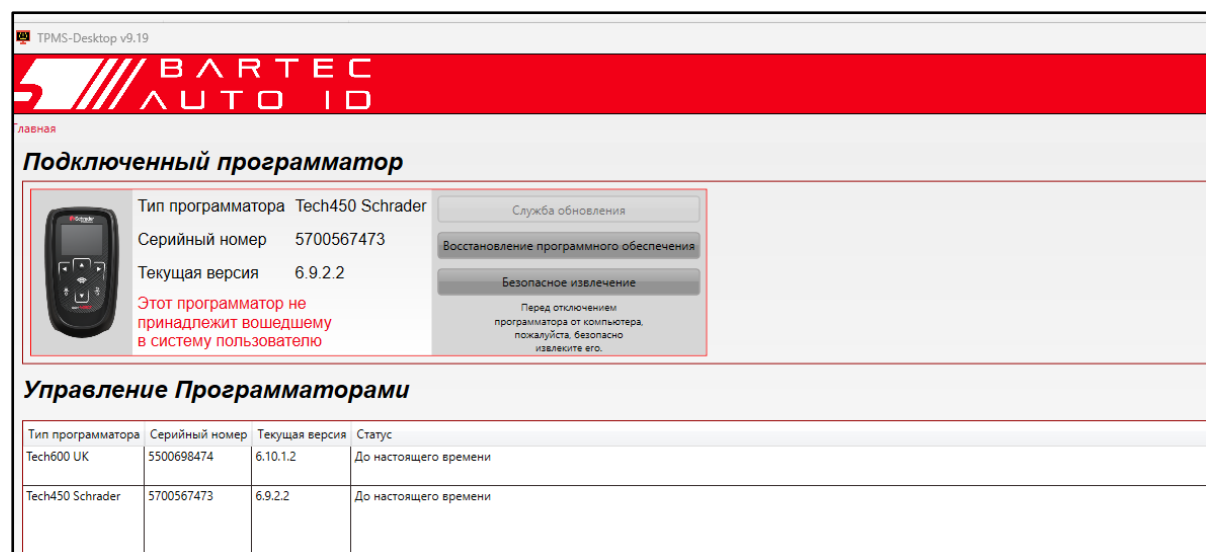 TPMS-Desktop v9.19
BARTEC
AUTO ID
Главная
Подключенный программатор
Schrader
Тип программатора Tech450 Schrader
Серийный номер 5700567473
Текущая версия 6.9.2.2
Этот программатор не
принадлежит вошедшему
в систему пользователю
Служба обновления
Восстановление программного обеспечения
Безопасное извлечение
Перед отключением
программатора от компьютера,
пожалуйста, безопасно
извлеките его.
Управление Программаторами
Тип программатора Серийный номер Текущая версия Статус
Tech600 UK 5500698474 6.10.1.2 До настоящего времени
Tech450 Schrader 5700567473 6.9.2.2 До настоящего времени